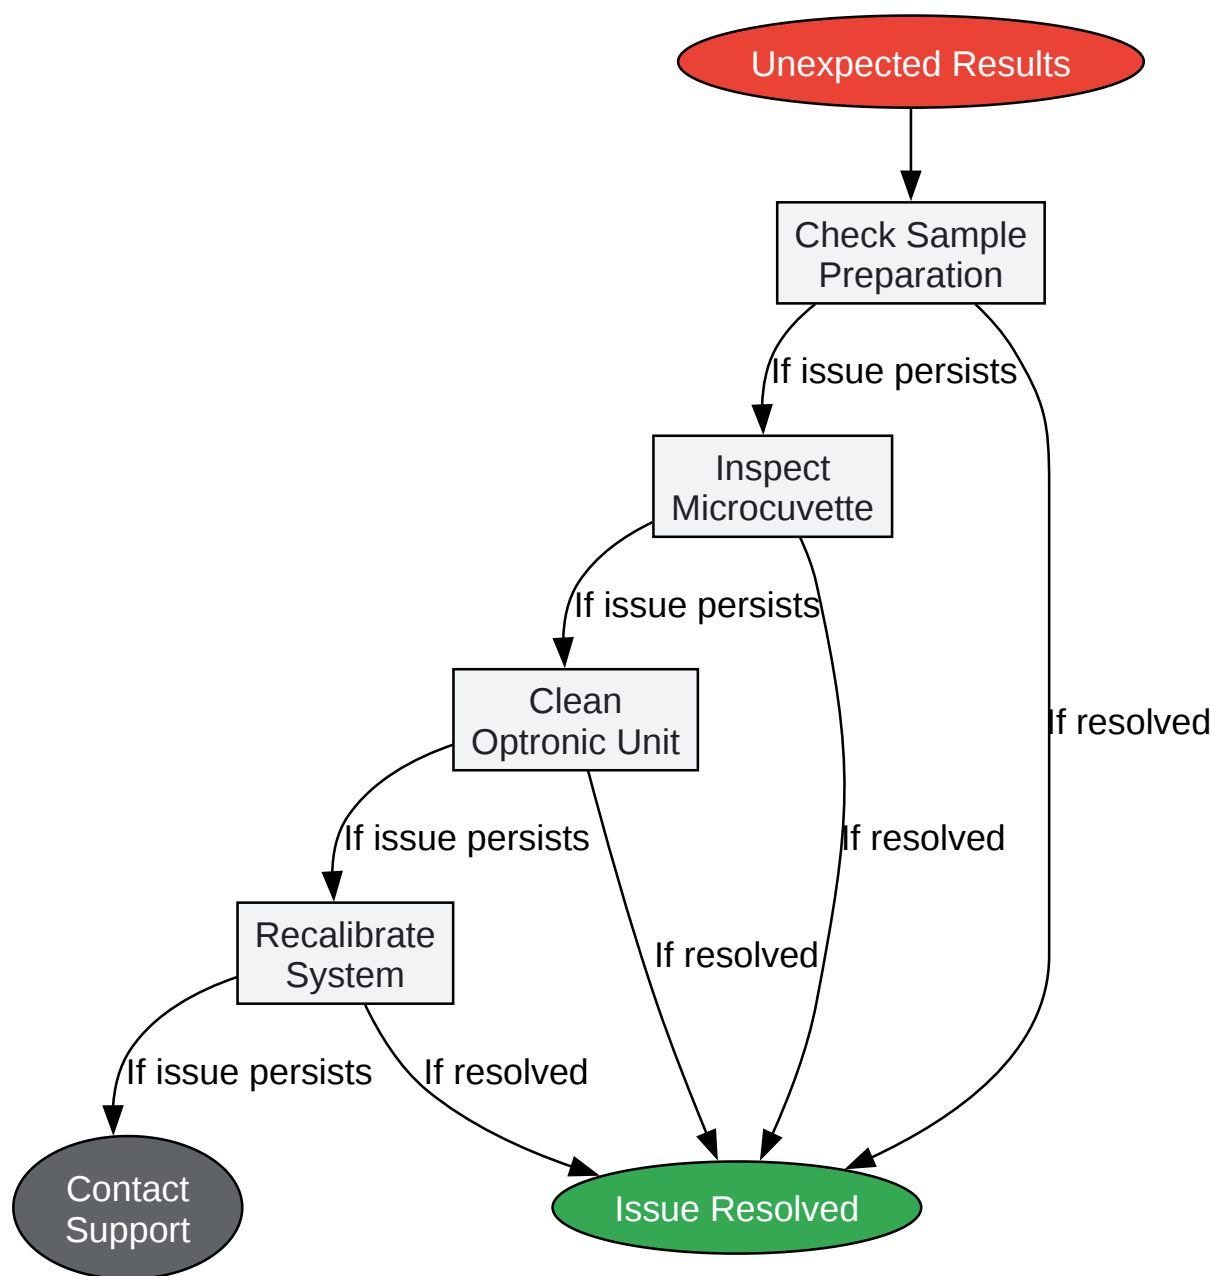 Unexpected Results
Check Sample
Preparation
If issue persists
Inspect
Microcuvette
If issue persists
Clean
Optronic Unit
If resolved
If issue persists
If resolved
Recalibrate
System
If resolved
If issue persists
If resolved
Contact
Support
Issue Resolved